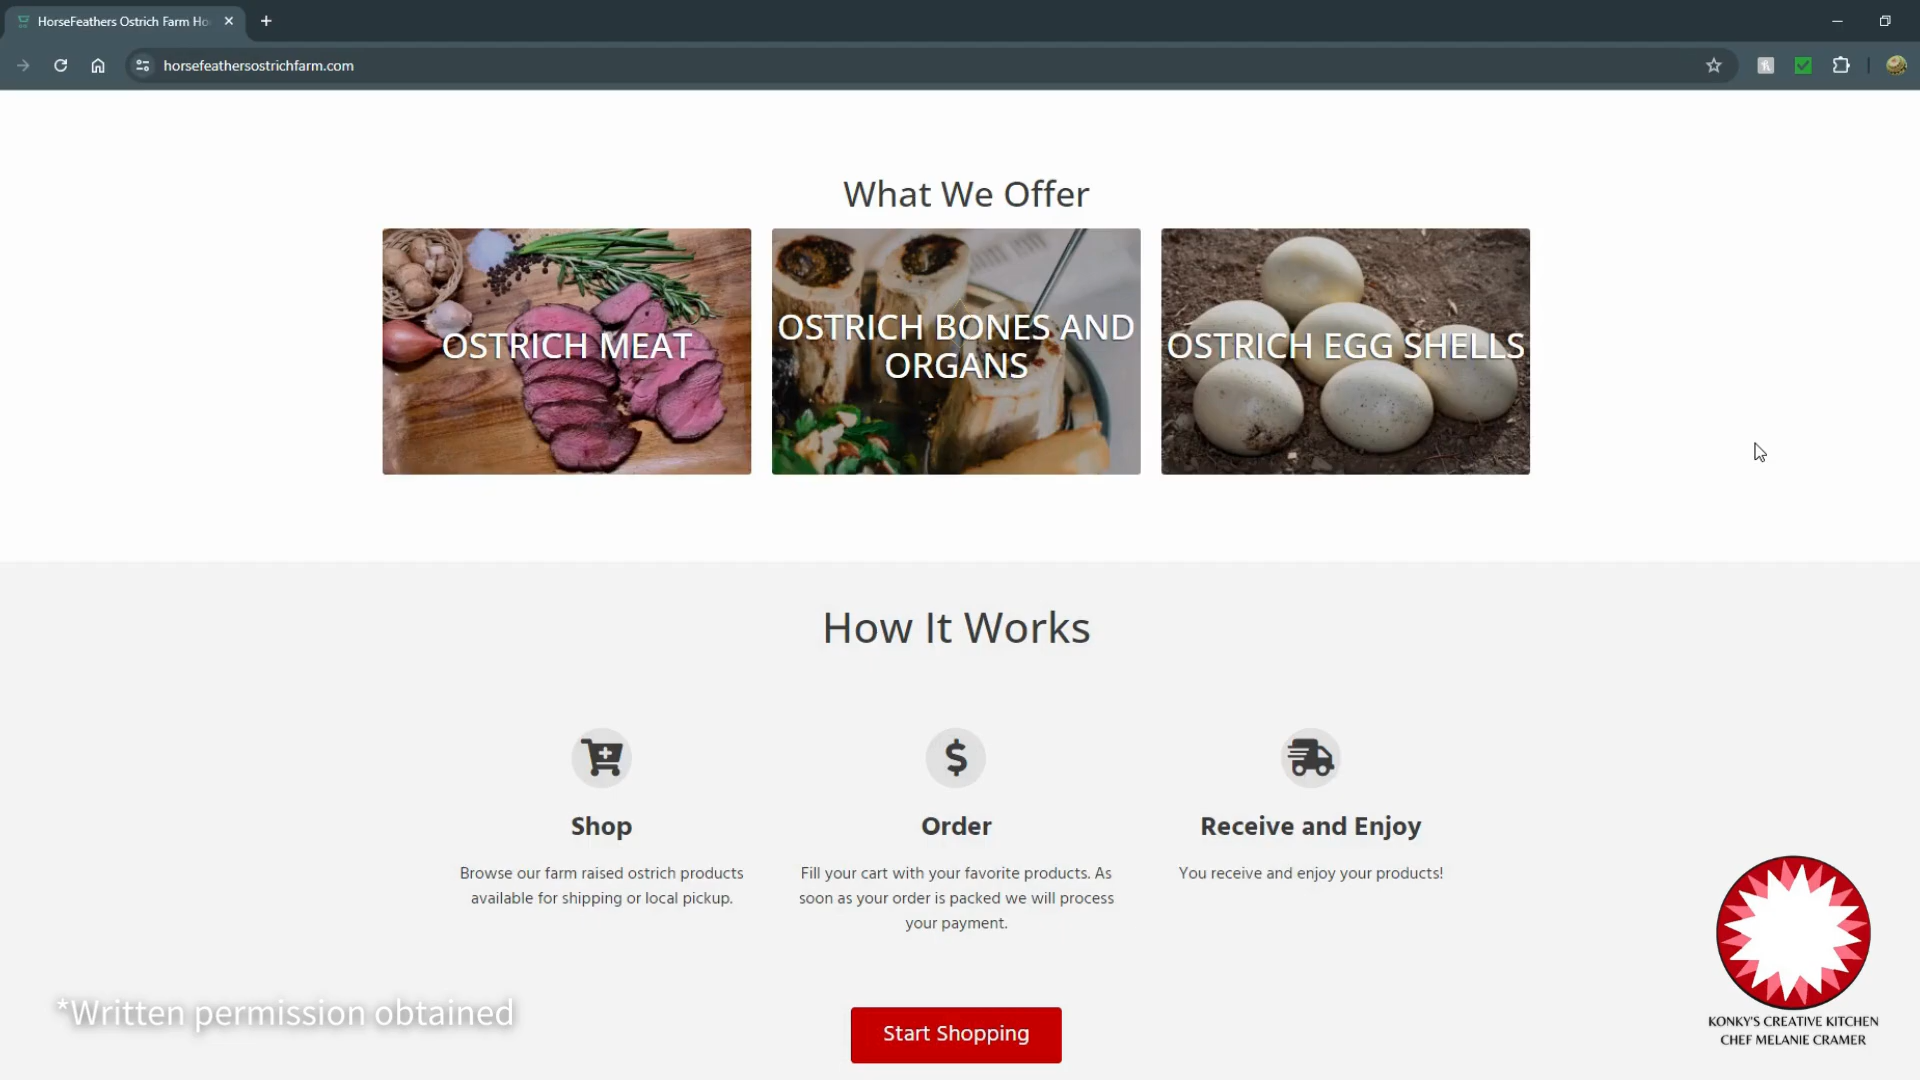 HorseFeathers Ostrich Farm Ho
horsefeathersostrichfarm.com
What We Offer
OSTRICH MEAT
OSTRICH BONES AND
ORGANS
OSTRICH EGG SHELLS
How It Works
Shop
Browse our farm raised ostrich products
available for shipping or local pickup.
Order
Fill your cart with your favorite products. As
soon as your order is packed we will process
your payment.
Receive and Enjoy
You receive and enjoy your products!
Start Shopping
*Written permission obtained
KONKY'S CREATIVE KITCHEN
CHEF MELANIE CRAMER